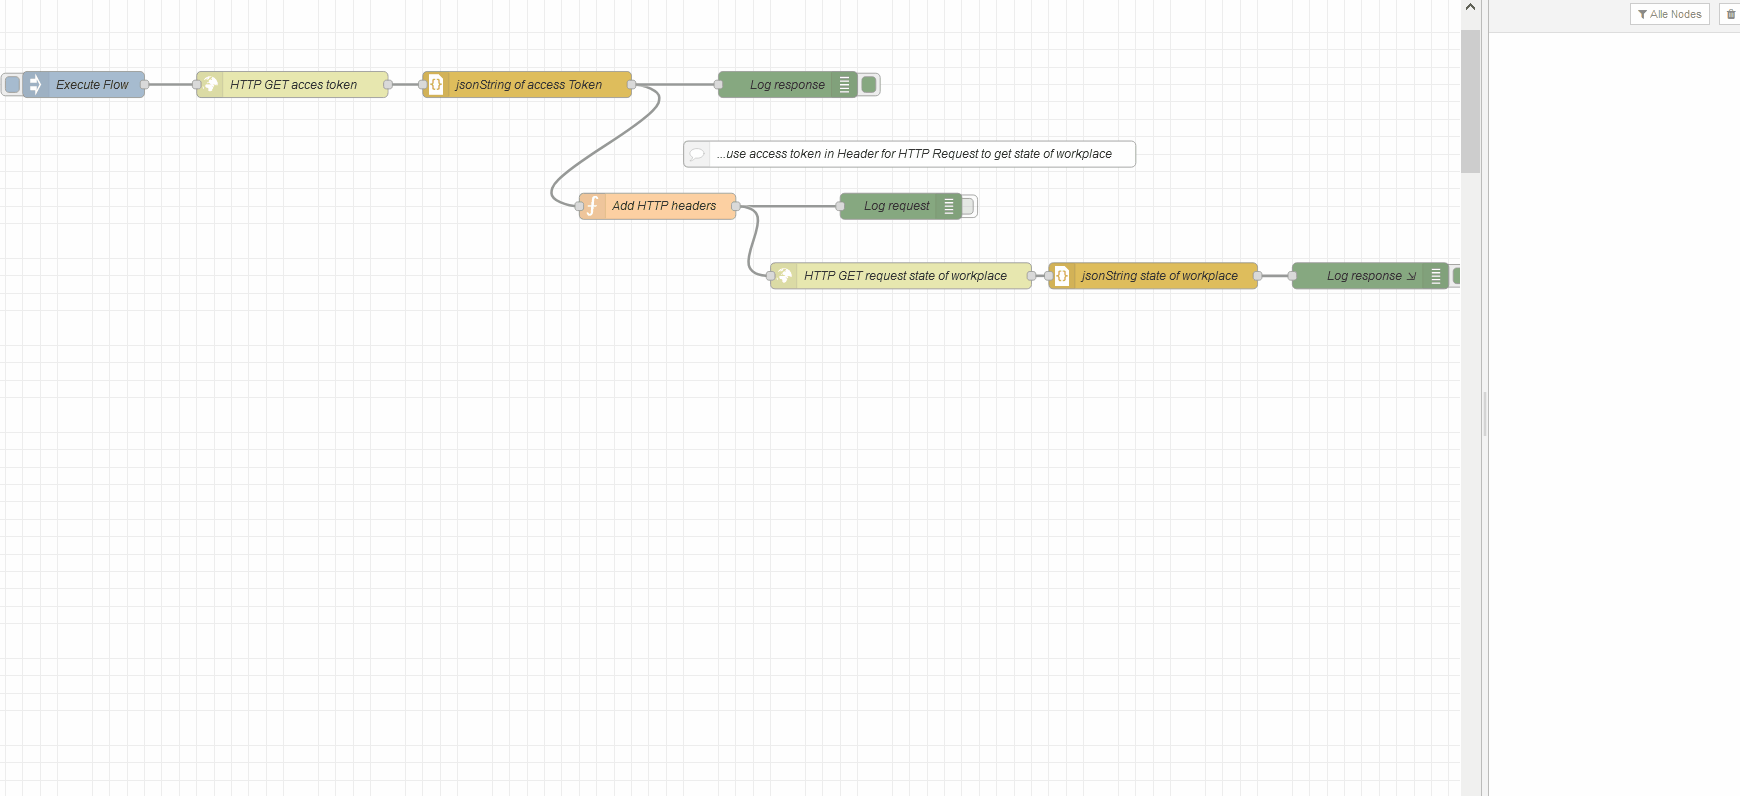 Alle Nodes
Execute Flow
HTTP GET acces token
jsonString of access Token
Log response
...use access token in Header for HTTP Request to get state of workplace
Add HTTP headers
Log request
HTTP GET request state of workplace
jsonString state of workplace
Log response ⇲